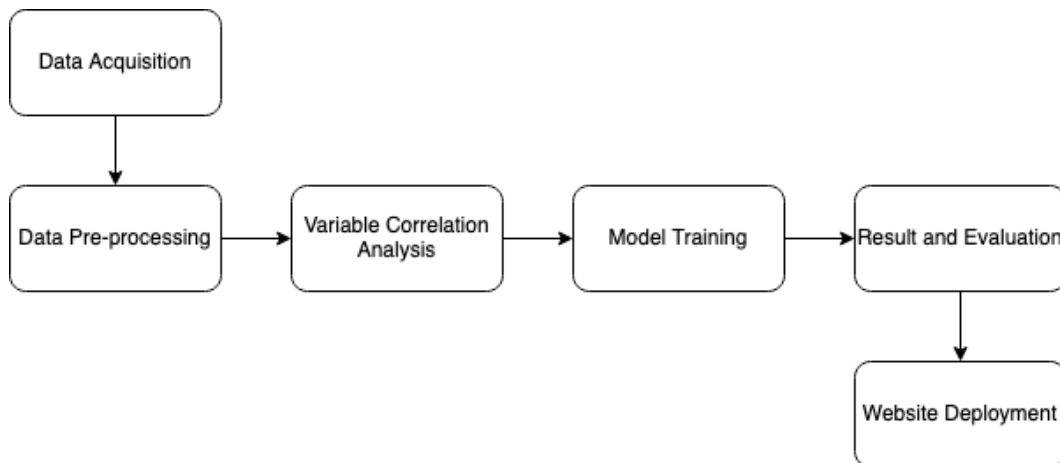 Data Acquisition
Data Pre-processing
Variable Correlation
Analysis
Model Training
Result and Evaluation
Website Deployment